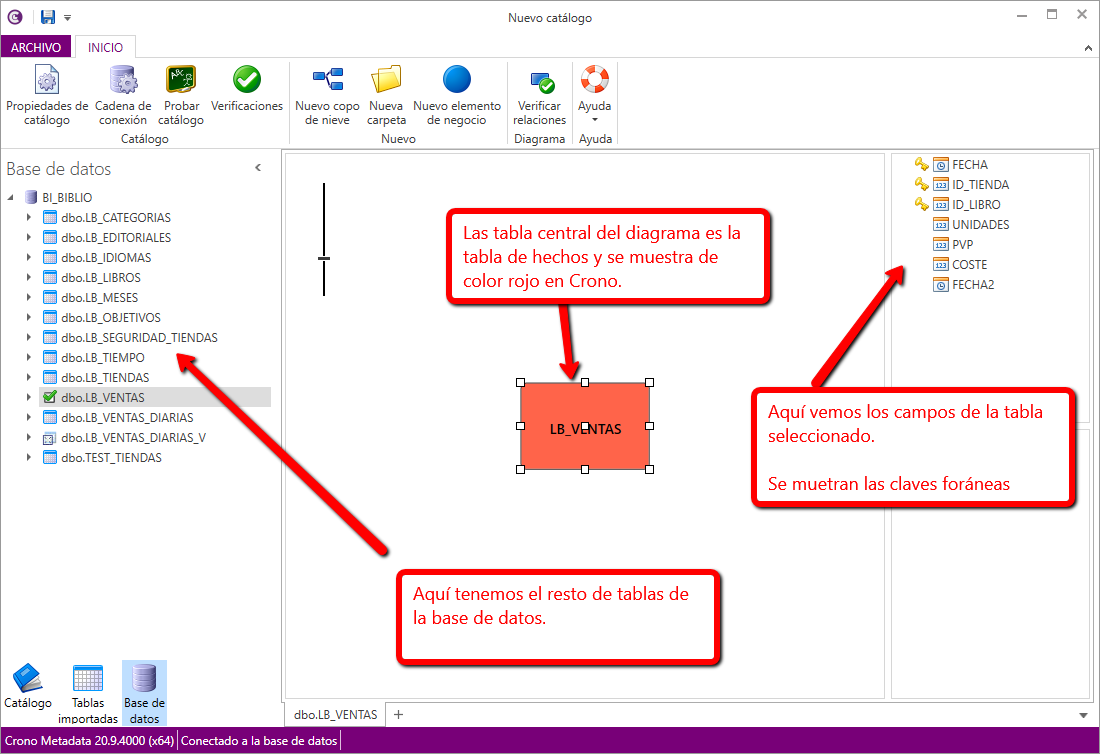 Nuevo catálogo
ARCHIVO
INICIO
Propiedades de
catálogo
Cadena de
conexión
Probar
catálogo
Verificaciones
Catálogo
Nuevo copo
de nieve
Nueva
carpeta
Nuevo elemento
de negocio
Nuevo
Verificar
relaciones
Diagrama
Ayuda
Ayuda
Base de datos
BI_BIBLIO
dbo.LB_CATEGORIAS
dbo.LB_EDITORIALES
dbo.LB_IDIOMAS
dbo.LB_LIBROS
dbo.LB_MESES
dbo.LB_OBJETIVOS
dbo.LB_SEGURIDAD_TIENDAS
dbo.LB_TIEMPO
dbo.LB_TIENDAS
dbo.LB_VENTAS
dbo.LB_VENTAS_DIARIAS
dbo.LB_VENTAS_DIARIAS_V
dbo.TEST_TIENDAS
Las tabla central del diagrama es la
tabla de hechos y se muestra de
color rojo en Crono.
LB_VENTAS
Aquí tenemos el resto de tablas de
la base de datos.
FECHA
ID_TIENDA
ID_LIBRO
UNIDADES
PVP
COSTE
FECHA2
Aquí vemos los campos de la tabla
seleccionado.
Se muetran las claves foráneas
Catálogo
Tablas
importadas
Base de
datos
dbo.LB_VENTAS
Crono Metadata 20.9.4000 (x64)
Conectado a la base de datos